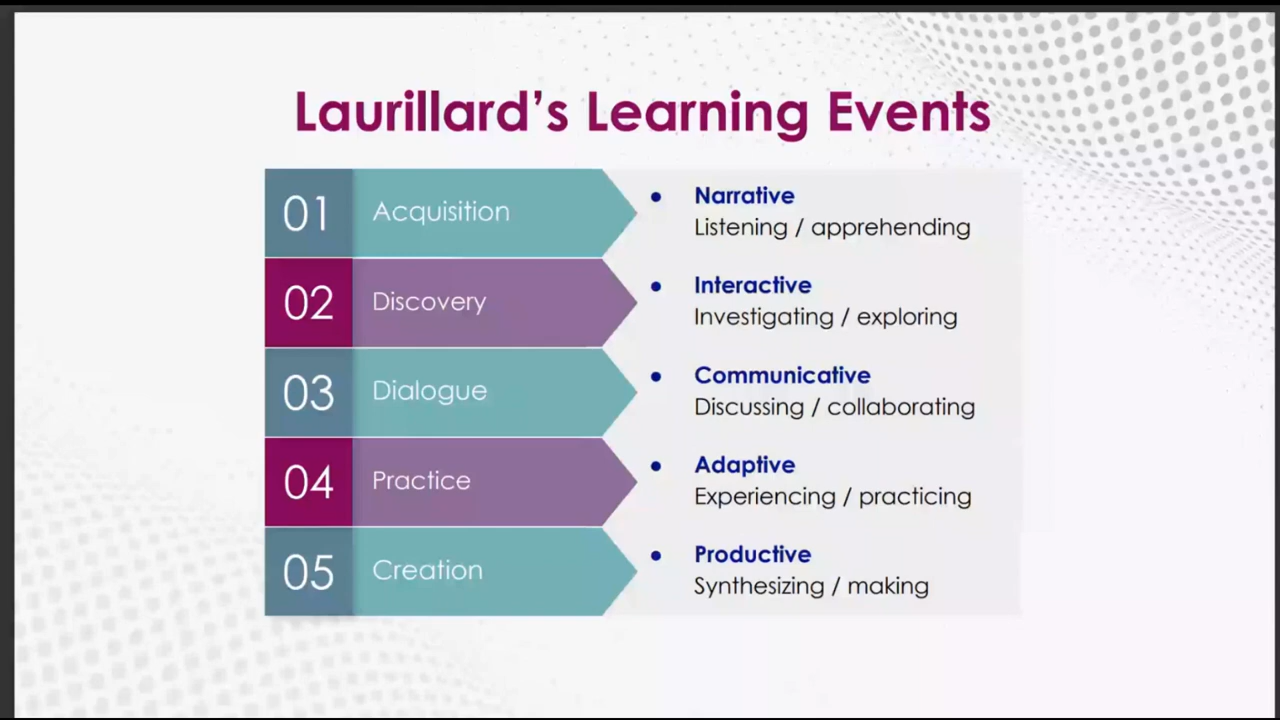 Laurillard's Learning Events
01 Acquisition
• Narrative
Listening / apprehending
02 Discovery
• Interactive
Investigating / exploring
03 Dialogue
• Communicative
Discussing / collaborating
04 Practice
• Adaptive
Experiencing / practicing
05 Creation
• Productive
Synthesizing / making